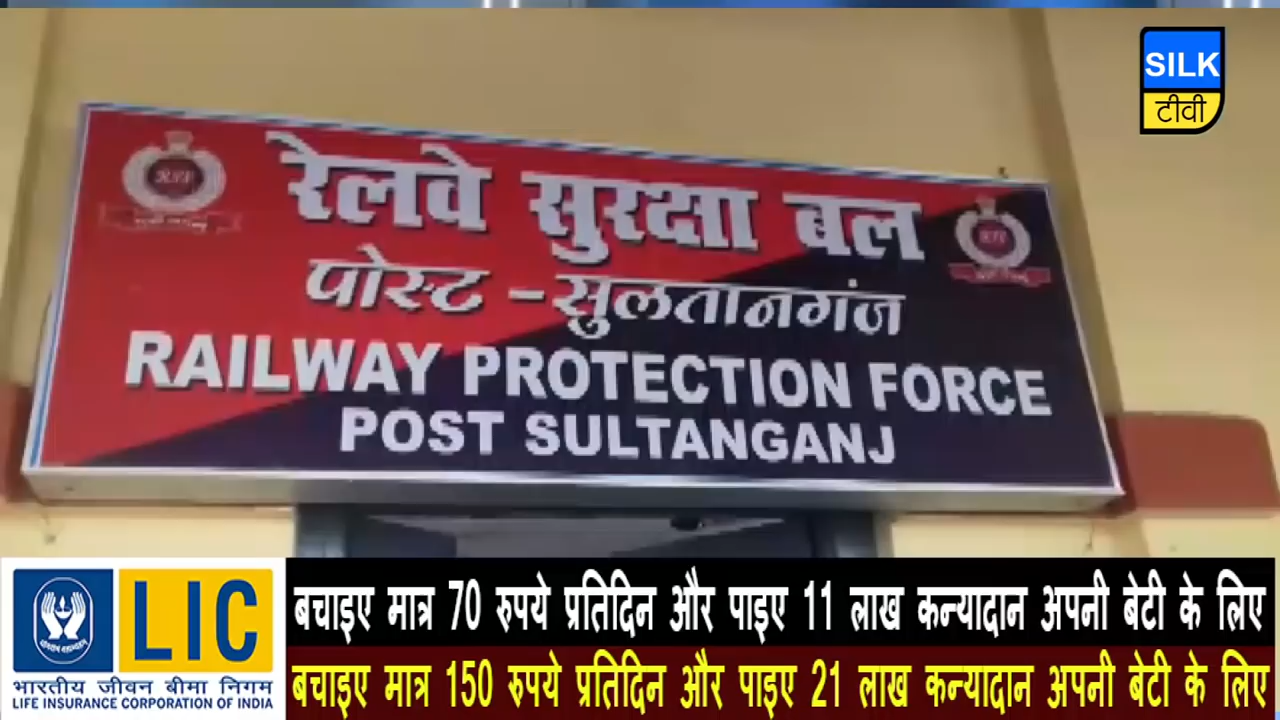 SILK
टीवी
रेलवे सुरक्षा बल
पोस्ट - सुलतानगंज
RAILWAY PROTECTION FORCE
POST SULTANGANJ
LIC
भारतीय जीवन बीमा निगम
LIFE INSURANCE CORPORATION OF INDIA
बचाइए मात्र 70 रुपये प्रतिदिन और पाइए 11 लाख कन्यादान अपनी बेटी के लिए
बचाइए मात्र 150 रुपये प्रतिदिन और पाइए 21 लाख कन्यादान अपनी बेटी के लिए